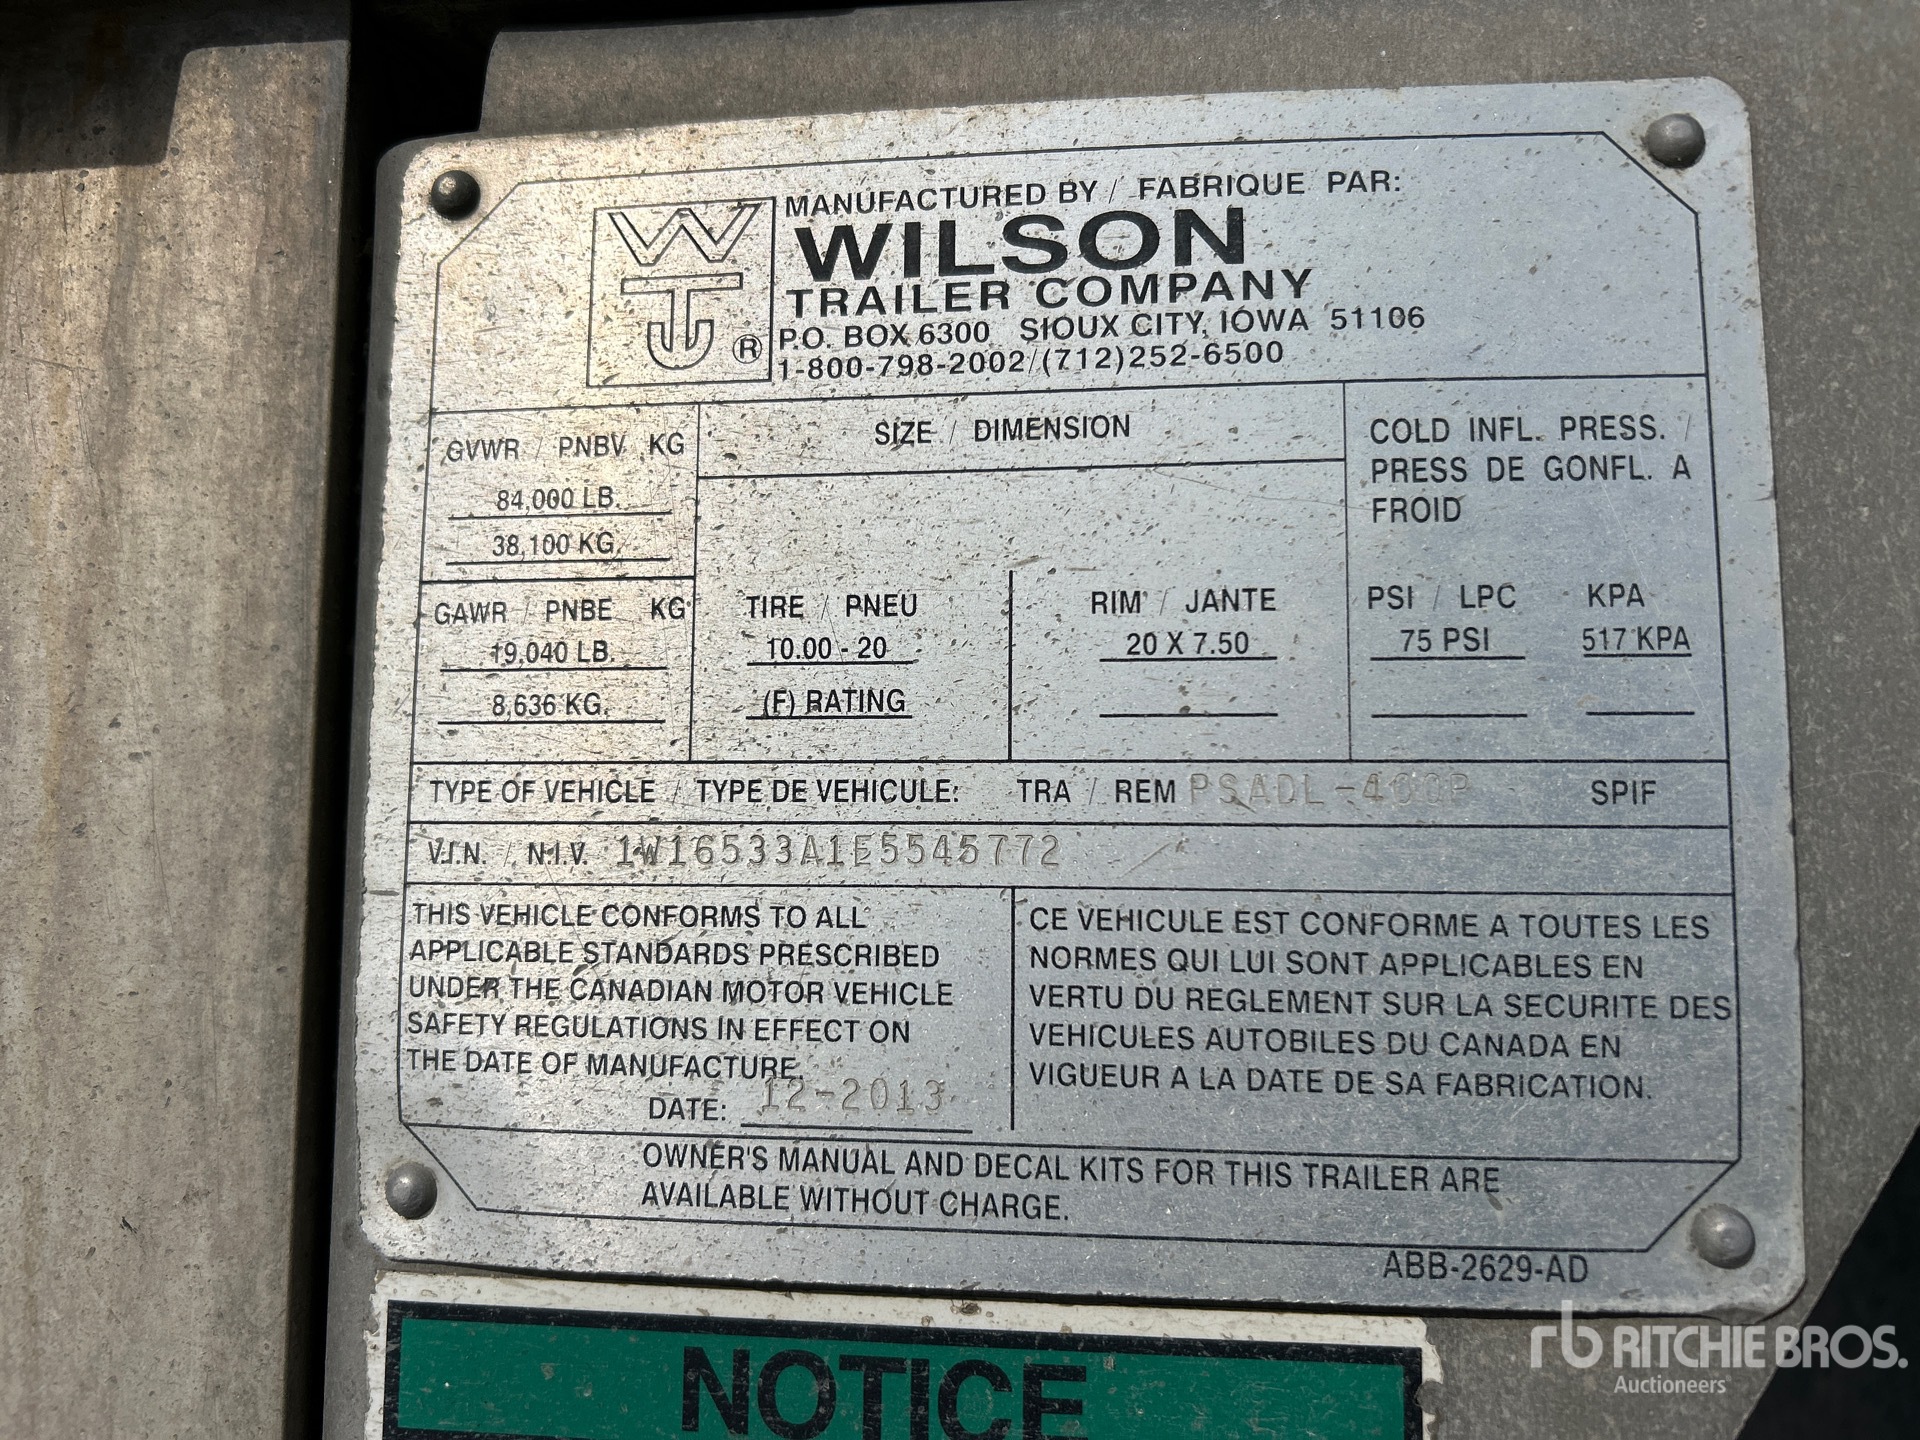 MANUFACTURED BY / FABRIQUE PAR:
WILSON
TRAILER COMPANY
P.O. BOX 6300 SIOUX CITY, IOWA 51106
1-800-798-2002/(712)252-6500
WT ®
GVWR / PNBV KG
84,000 LB.
38,100 KG.
GAWR / PNBE KG
19,040 LB.
8,636 KG.
SIZE / DIMENSION
TIRE / PNEU
10.00 - 20
(F) RATING
RIM / JANTE
20 X 7.50
COLD INFL. PRESS. /
PRESS DE GONFL. A
FROID
PSI / LPC KPA
75 PSI 517 KPA
TYPE OF VEHICLE / TYPE DE VEHICULE: TRA / REM PSADL-400P SPIF
V.I.N. / N.I.V. 1W16533A1E5545772
THIS VEHICLE CONFORMS TO ALL
APPLICABLE STANDARDS PRESCRIBED
UNDER THE CANADIAN MOTOR VEHICLE
SAFETY REGULATIONS IN EFFECT ON
THE DATE OF MANUFACTURE.
DATE: 12-2013
CE VEHICULE EST CONFORME A TOUTES LES
NORMES QUI LUI SONT APPLICABLES EN
VERTU DU REGLEMENT SUR LA SECURITE DES
VEHICULES AUTOBILES DU CANADA EN
VIGUEUR A LA DATE DE SA FABRICATION.
OWNER'S MANUAL AND DECAL KITS FOR THIS TRAILER ARE
AVAILABLE WITHOUT CHARGE.
ABB-2629-AD
NOTICE
rb RITCHIE BROS.
Auctioneers